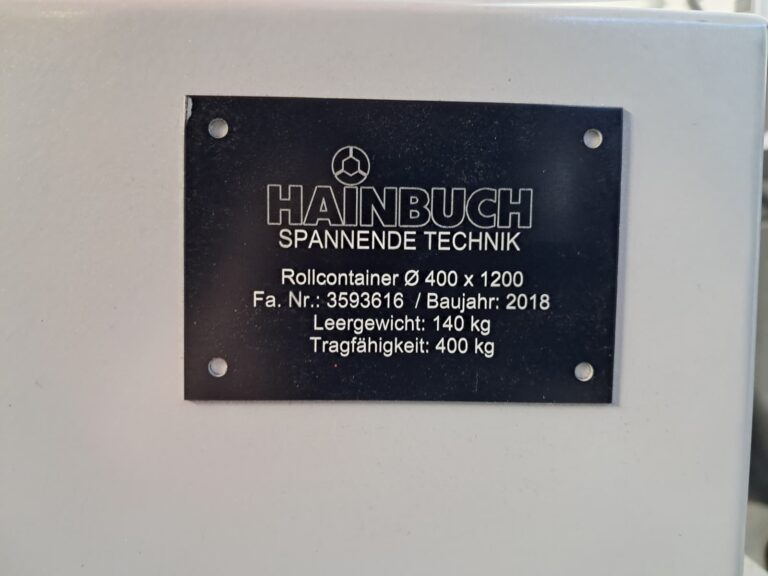 HAINBUCH
SPANNENDE TECHNIK
Rollcontainer Ø 400 x 1200
Fa. Nr.: 3593616 / Baujahr: 2018
Leergewicht: 140 kg
Tragfähigkeit: 400 kg